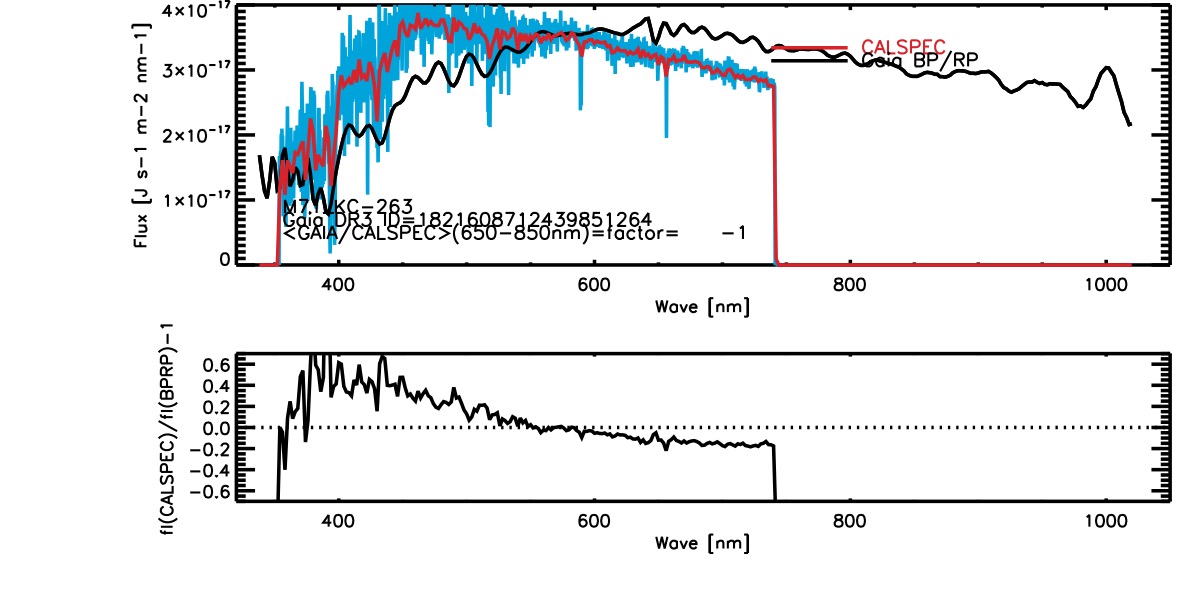 4×10−17
3×10−17
2×10−17
1×10−17
0
Flux [J s−1 m−2 nm−1]
CALSPEC
Gaia BP/RP
M71 KC−263
Gaia DR3 ID=1821608712439851264
<GAIA/CALSPEC>(650−850nm)=factor= −1
400 600 800 1000
Wave [nm]
fl(CALSPEC)/fl(BPRP)−1
0.6
0.4
0.2
0.0
−0.2
−0.4
−0.6
400 600 800 1000
Wave [nm]